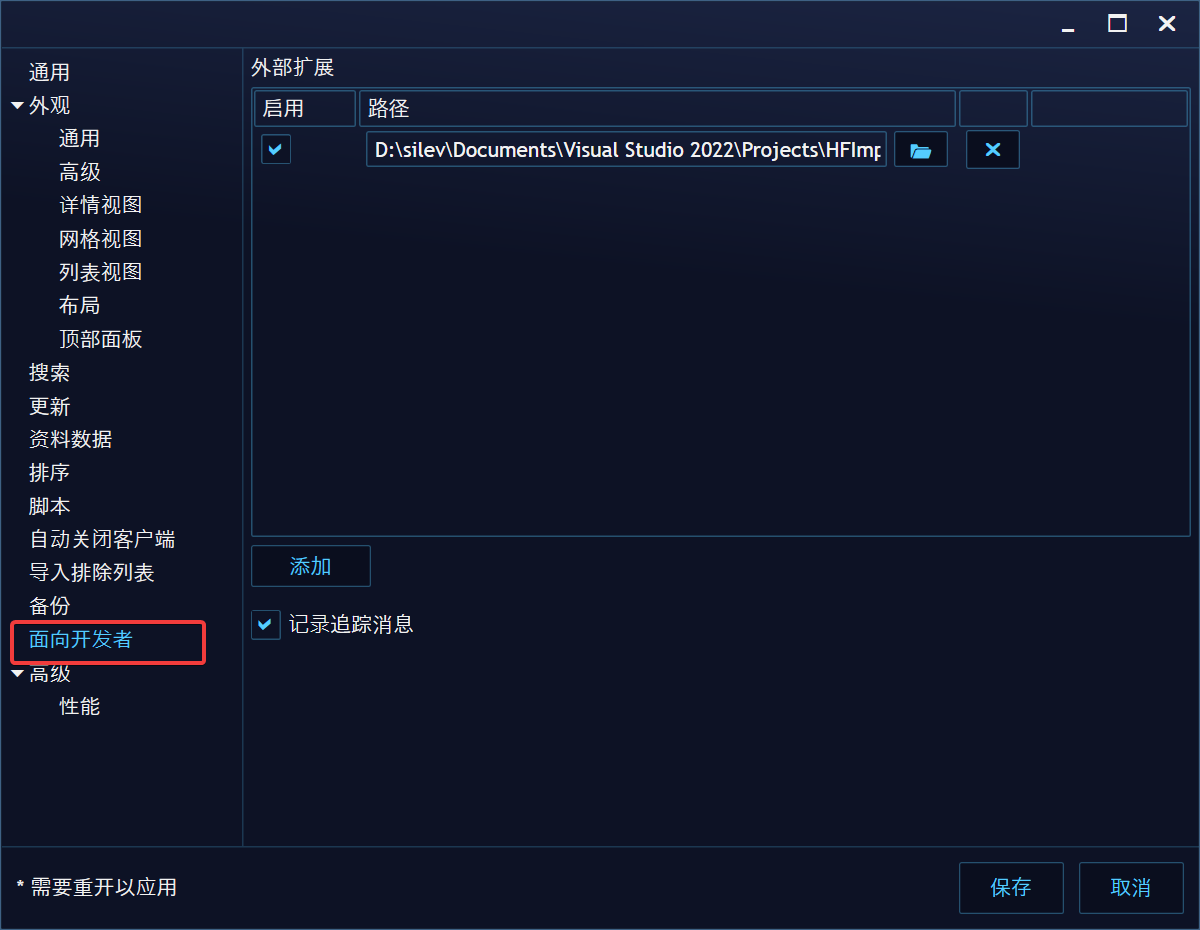 通用
外观
通用
高级
详情视图
网格视图
列表视图
布局
顶部面板
搜索
更新
资料数据
排序
脚本
自动关闭客户端
导入排除列表
备份
面向开发者
高级
性能
外部扩展
启用 路径
D:\silev\Documents\Visual Studio 2022\Projects\HFImp
添加
记录追踪消息
* 需要重开以应用
保存 取消